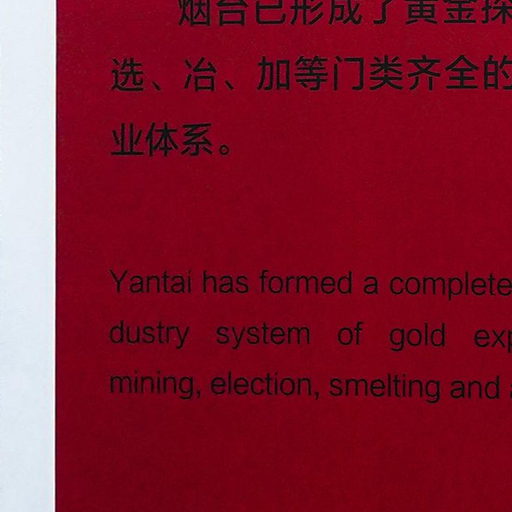 烟台已形成了黄金探
选、冶、加等门类齐全的
业体系。
Yantai has formed a complete
dustry system of gold exp
mining, election, smelting and